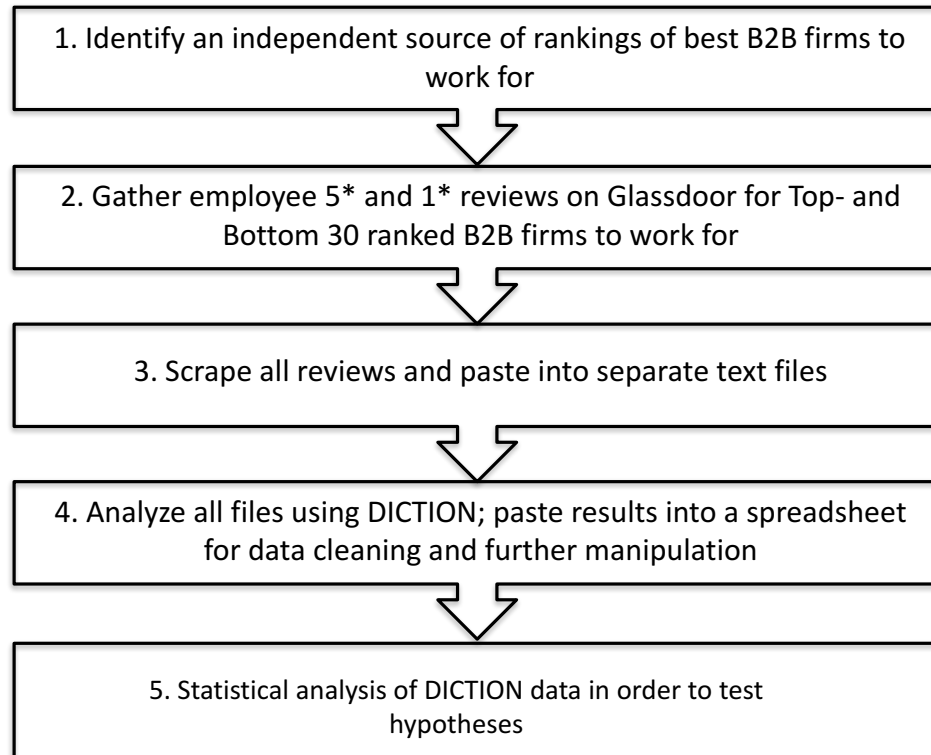 1. Identify an independent source of rankings of best B2B firms to
work for
2. Gather employee 5* and 1* reviews on Glassdoor for Top- and
Bottom 30 ranked B2B firms to work for
3. Scrape all reviews and paste into separate text files
4. Analyze all files using DICTION; paste results into a spreadsheet
for data cleaning and further manipulation
5. Statistical analysis of DICTION data in order to test
hypotheses